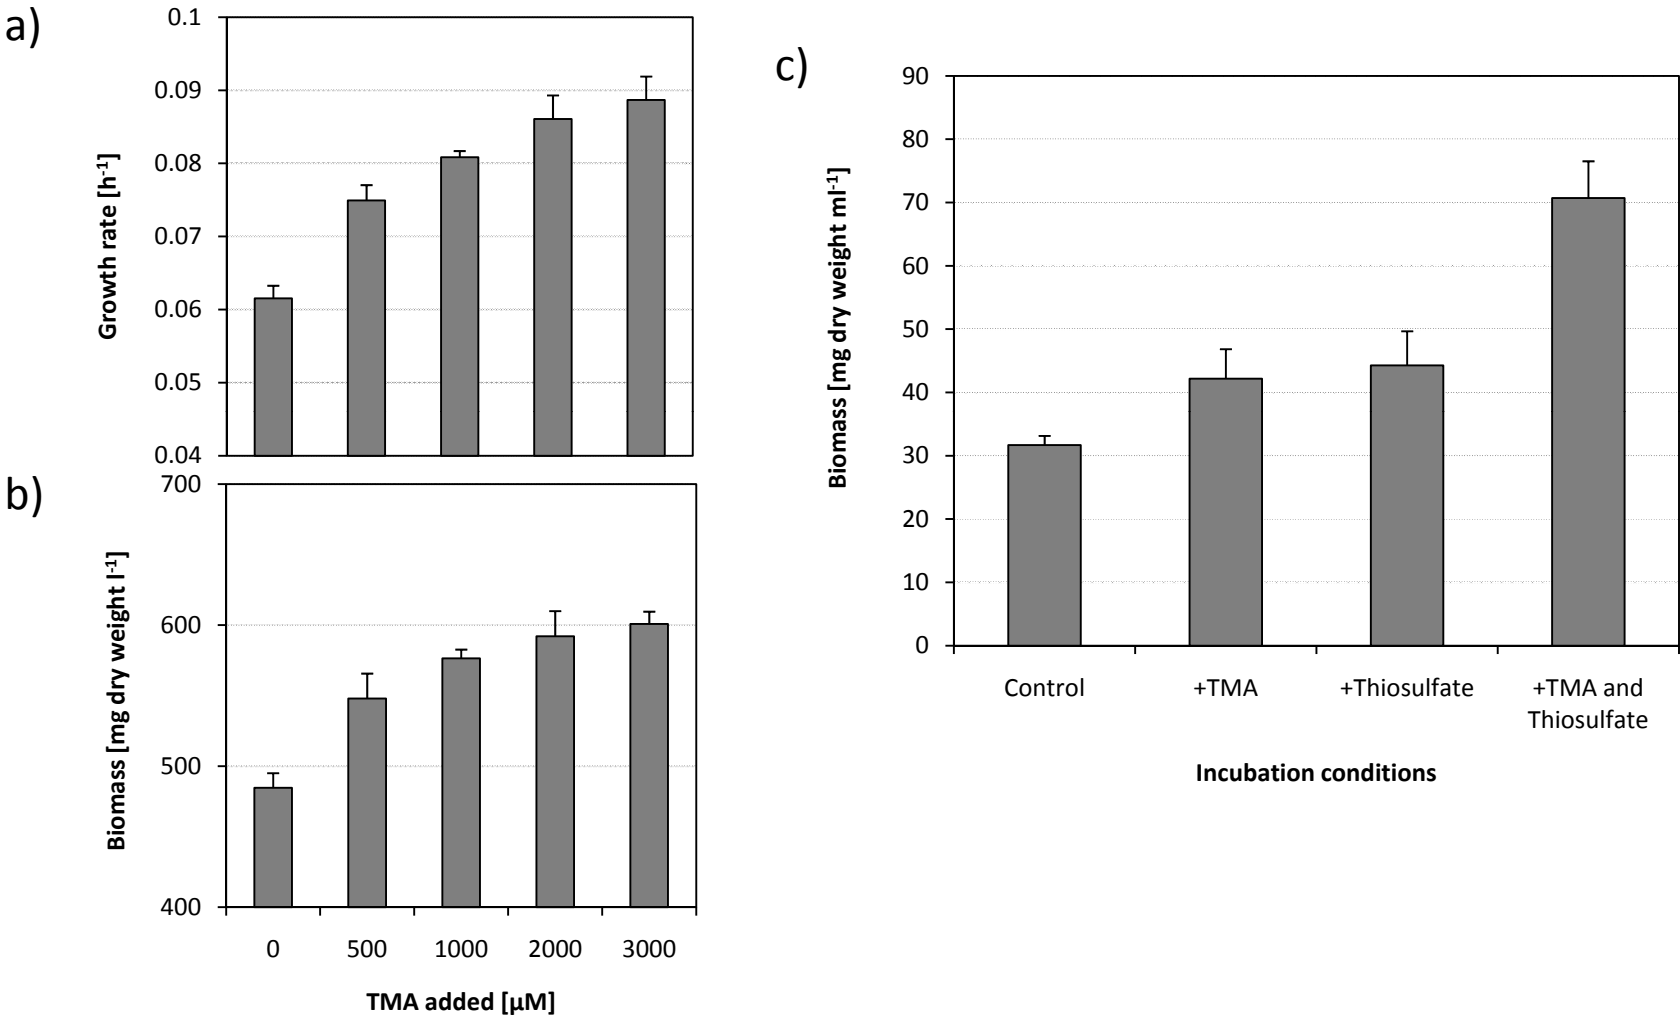 a)
0.1
0.09
0.08
0.07
0.06
0.05
0.04
Growth rate [h-1]
b)
700
600
500
400
Biomass [mg dry weight l-1]
0 500 1000 2000 3000
TMA added [µM]
c)
90
80
70
60
50
40
30
20
10
0
Biomass [mg dry weight ml-1]
Control +TMA +Thiosulfate +TMA and
Thiosulfate
Incubation conditions